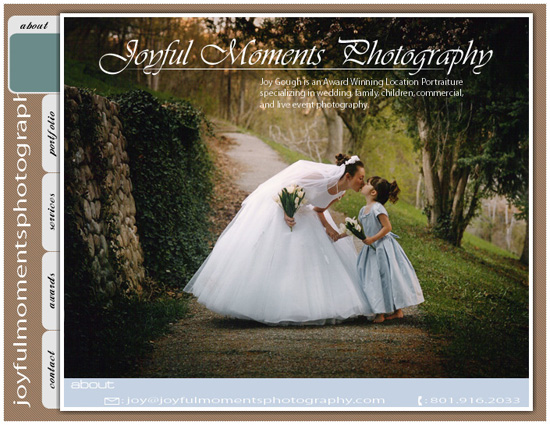 about
Joyful Moments Photography
Joy Gough is an Award Winning Location Portraiture
specializing in wedding, family, children, commercial,
and live event photography.
portfolio
services
awards
contact
joyfulmomentsphotograph
about
: joy@joyfulmomentsphotography.com
: 801.916.2033